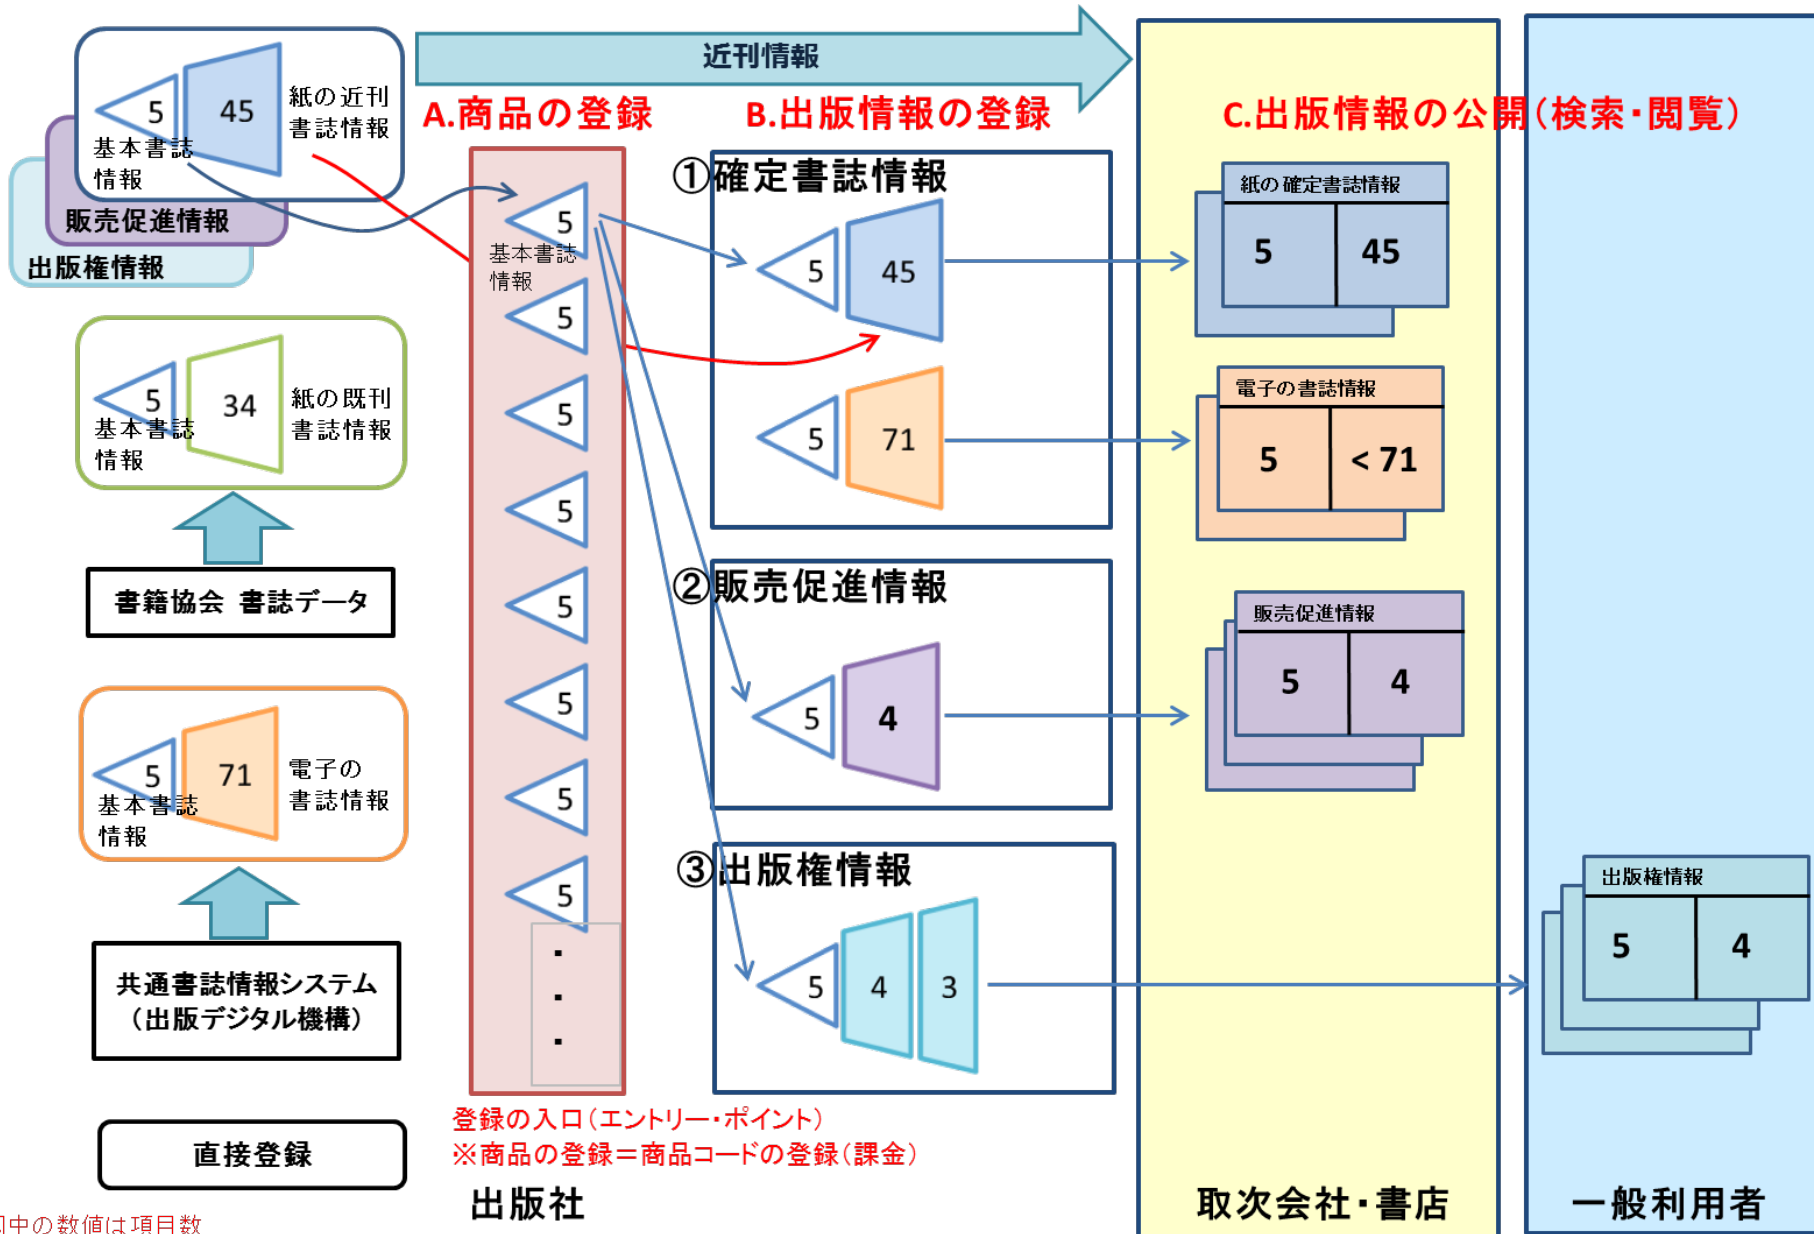 近刊情報
A.商品の登録
B.出版情報の登録
C.出版情報の公開(検索・閲覧)
5
45
紙の近刊
書誌情報
基本書誌
情報
販売促進情報
出版権情報
5
34
紙の既刊
書誌情報
基本書誌
情報
書籍協会 書誌データ
5
71
電子の
書誌情報
基本書誌
情報
共通書誌情報システム
(出版デジタル機構)
直接登録
5
基本書誌
情報
5
5
5
5
5
5
5
・
・
・
登録の入口(エントリー・ポイント)
※商品の登録=商品コードの登録(課金)
出版社
①確定書誌情報
5
45
5
71
②販売促進情報
5
4
③出版権情報
5
4
3
紙の確定書誌情報
5
45
電子の書誌情報
5
< 71
販売促進情報
5
4
取次会社・書店
出版権情報
5
4
一般利用者
中の数値は項目数